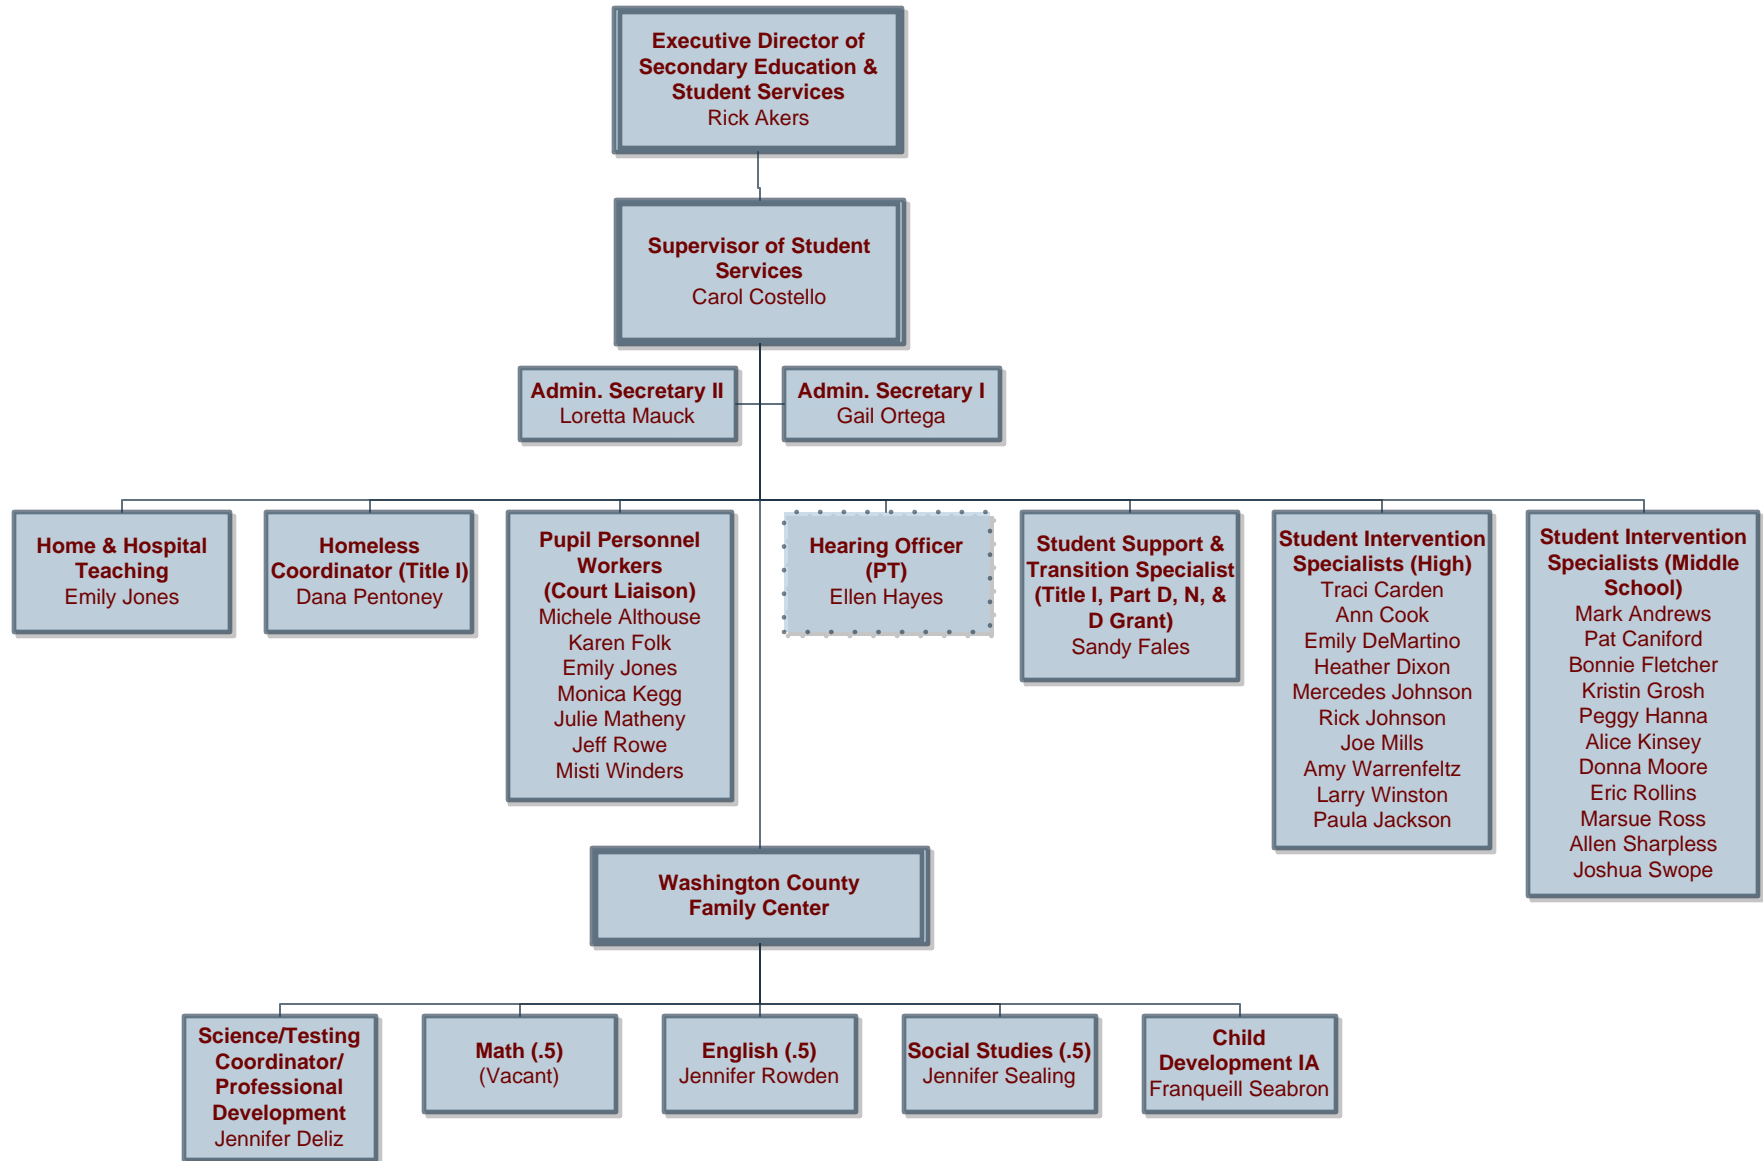 Executive Director of
Secondary Education &
Student Services
Rick Akers
Supervisor of Student
Services
Carol Costello
Admin. Secretary II
Loretta Mauck
Admin. Secretary I
Gail Ortega
Home & Hospital
Teaching
Emily Jones
Homeless
Coordinator (Title I)
Dana Pentoney
Pupil Personnel
Workers
(Court Liaison)
Michele Althouse
Karen Folk
Emily Jones
Monica Kegg
Julie Matheny
Jeff Rowe
Misti Winders
Hearing Officer
(PT)
Ellen Hayes
Student Support &
Transition Specialist
(Title I, Part D, N, &
D Grant)
Sandy Fales
Student Intervention
Specialists (High)
Traci Carden
Ann Cook
Emily DeMartino
Heather Dixon
Mercedes Johnson
Rick Johnson
Joe Mills
Amy Warrenfeltz
Larry Winston
Paula Jackson
Student Intervention
Specialists (Middle
School)
Mark Andrews
Pat Caniford
Bonnie Fletcher
Kristin Grosh
Peggy Hanna
Alice Kinsey
Donna Moore
Eric Rollins
Marsue Ross
Allen Sharpless
Joshua Swope
Washington County
Family Center
Science/Testing
Coordinator/
Professional
Development
Jennifer Deliz
Math (.5)
(Vacant)
English (.5)
Jennifer Rowden
Social Studies (.5)
Jennifer Sealing
Child
Development IA
Franqueill Seabron